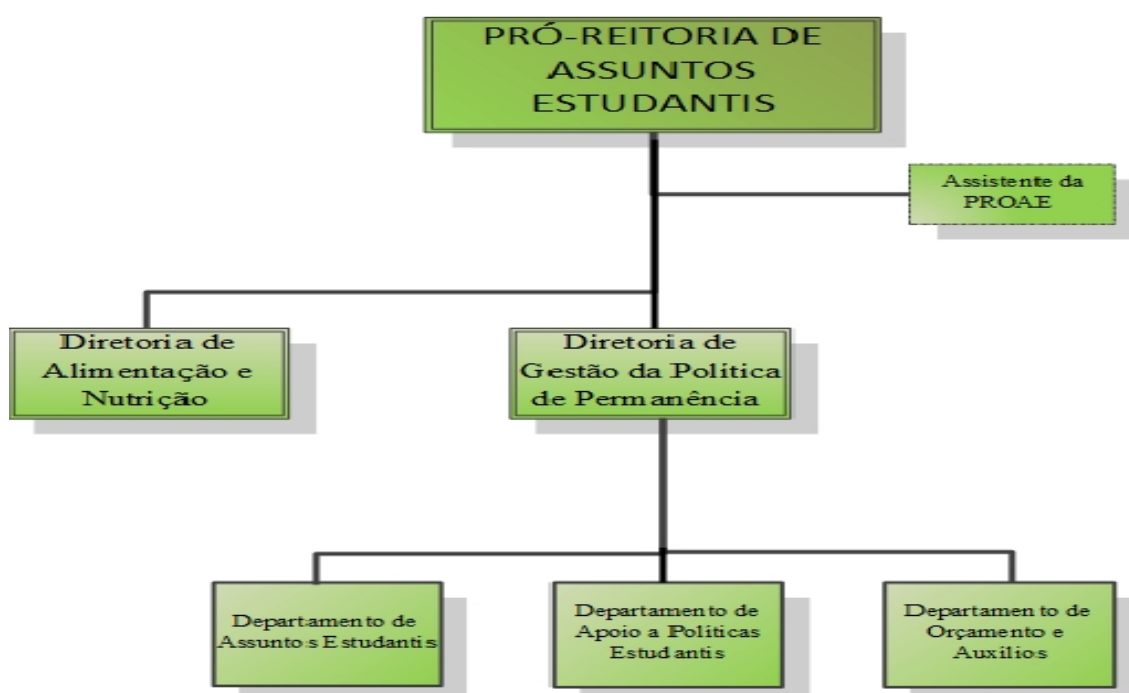 PRÓ-REITORIA DE
ASSUNTOS
ESTUDANTIS
Assistente da
PROAE
Diretoria de
Alimentação e
Nutrição
Diretoria de
Gestão da Política
de Permanência
Departamento de
Assuntos Estudantis
Departamento de
Apoio a Políticas
Estudantis
Departamento de
Orçamento e
Auxílios